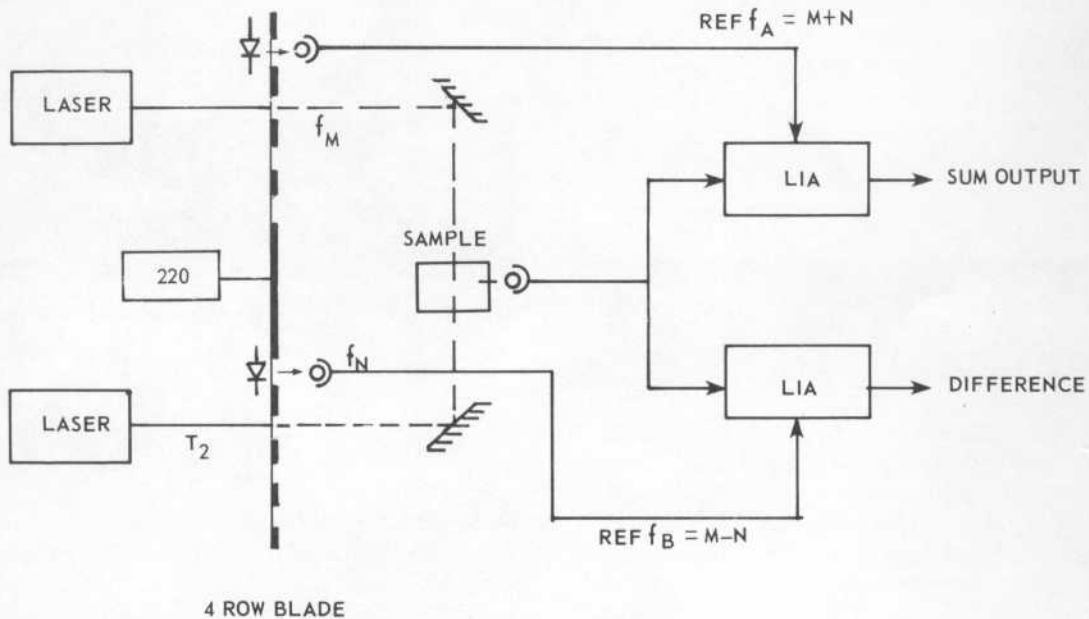 REF f_A = M+N
LASER
f_M
LIA
SUM OUTPUT
SAMPLE
220
f_N
LIA
DIFFERENCE
LASER
T_2
REF f_B = M–N
4 ROW BLADE